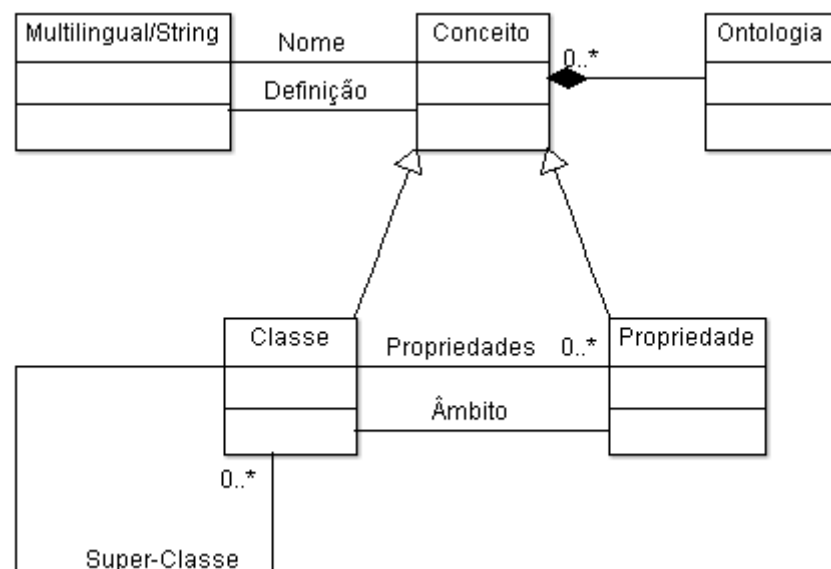 Multilingual/String
Nome
Conceito
0..*
Ontologia
Definição
Classe
Propriedades
0..*
Propriedade
Âmbito
0..*
Super-Classe